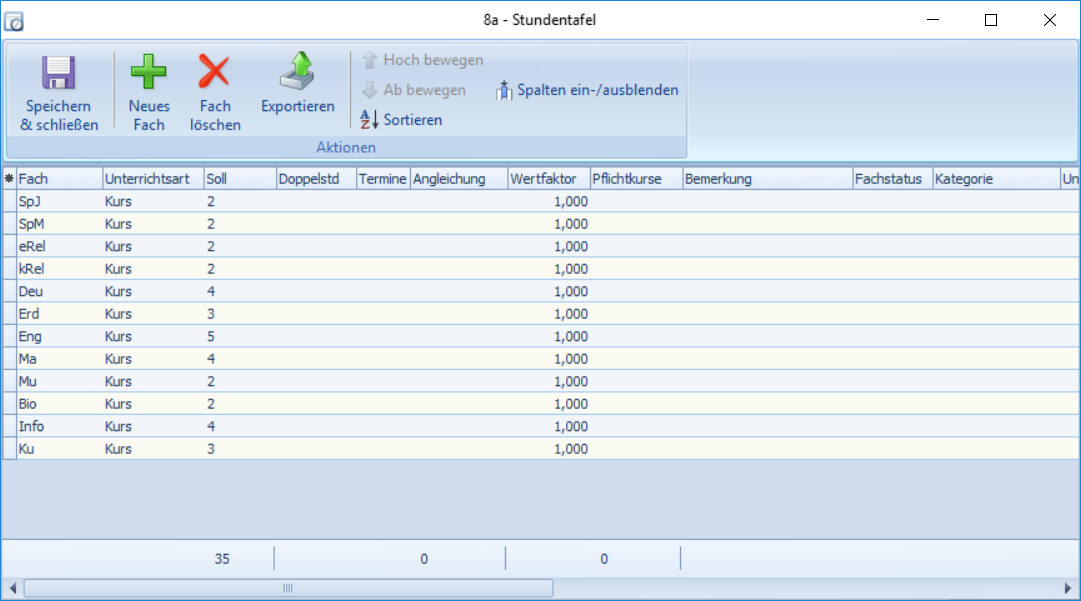 8a - Stundentafel
Speichern & schließen
Neues Fach
Fach löschen
Exportieren
Hoch bewegen
Ab bewegen
Sortieren
Spalten ein-/ausblenden
Aktionen
Fach Unterrichtsart Soll Doppelstd Termine Angleichung Wertfaktor Pflichtkurse Bemerkung Fachstatus Kategorie Un
SpJ Kurs 2 1,000
SpM Kurs 2 1,000
eRel Kurs 2 1,000
kRel Kurs 2 1,000
Deu Kurs 4 1,000
Erd Kurs 3 1,000
Eng Kurs 5 1,000
Ma Kurs 4 1,000
Mu Kurs 2 1,000
Bio Kurs 2 1,000
Info Kurs 4 1,000
Ku Kurs 3 1,000
35 0 0